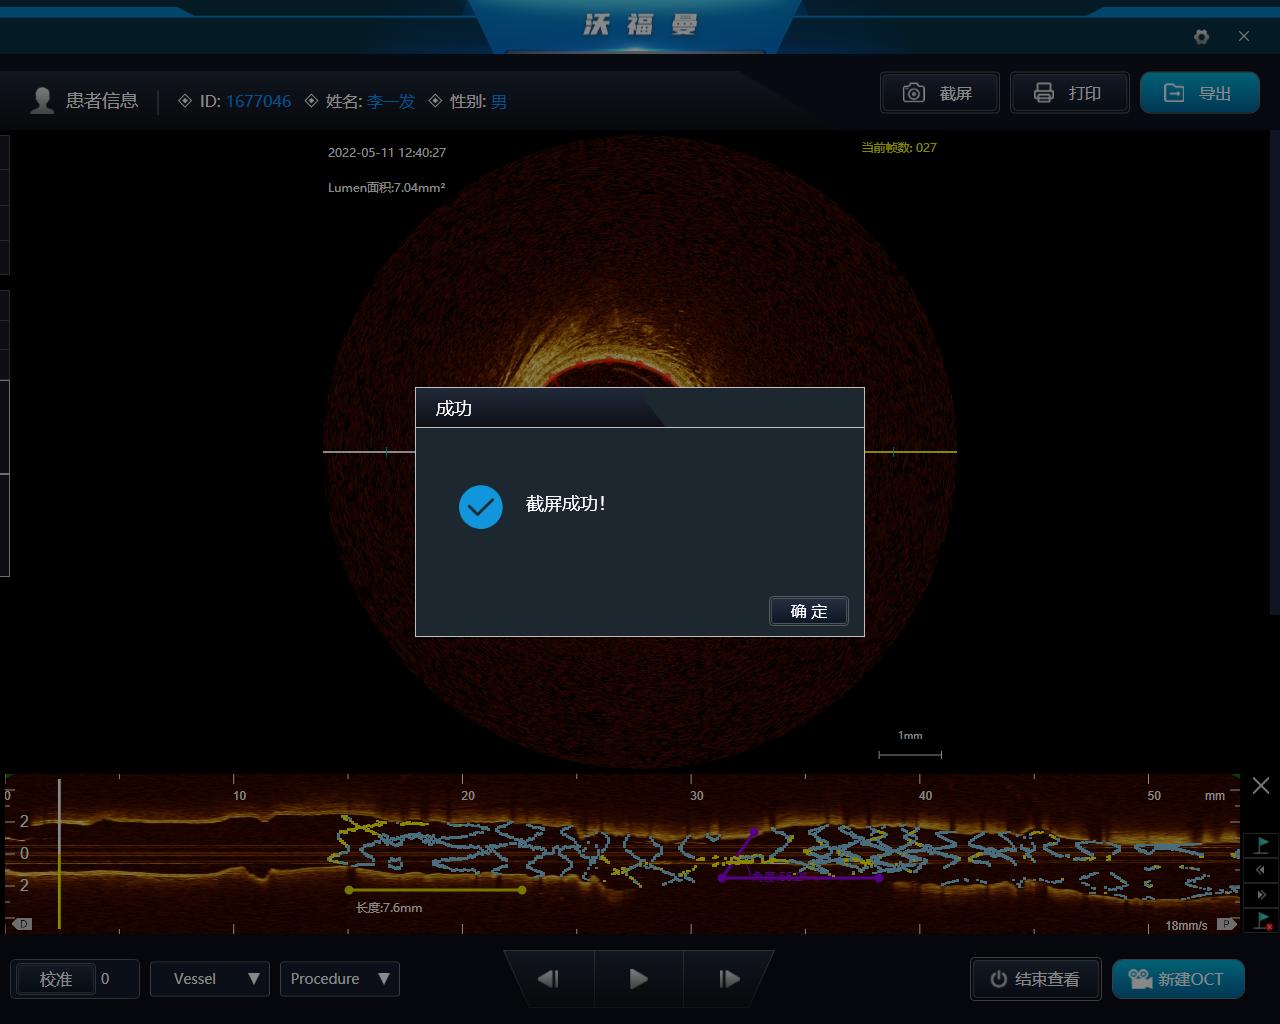 沃福曼
患者信息
ID: 1677046
姓名: 李一发
性别: 男
截屏
打印
导出
2022-05-11 12:40:27
当前帧数: 027
Lumen面积:7.04mm²
成功
截屏成功!
确定
1mm
0
10
20
30
40
50
mm
2
0
2
长度:7.6mm
18mm/s
D
P
校准
0
Vessel
Procedure
结束查看
新建OCT